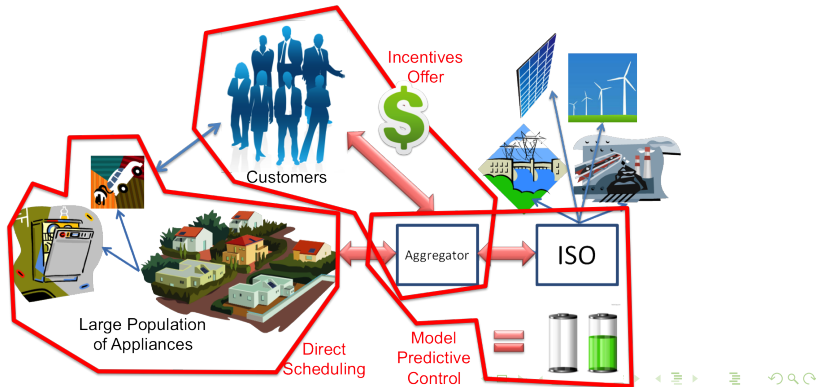 Incentives
Offer
$
Customers
Aggregator
ISO
Large Population
of Appliances
Direct
Scheduling
Model
Predictive
Control
=